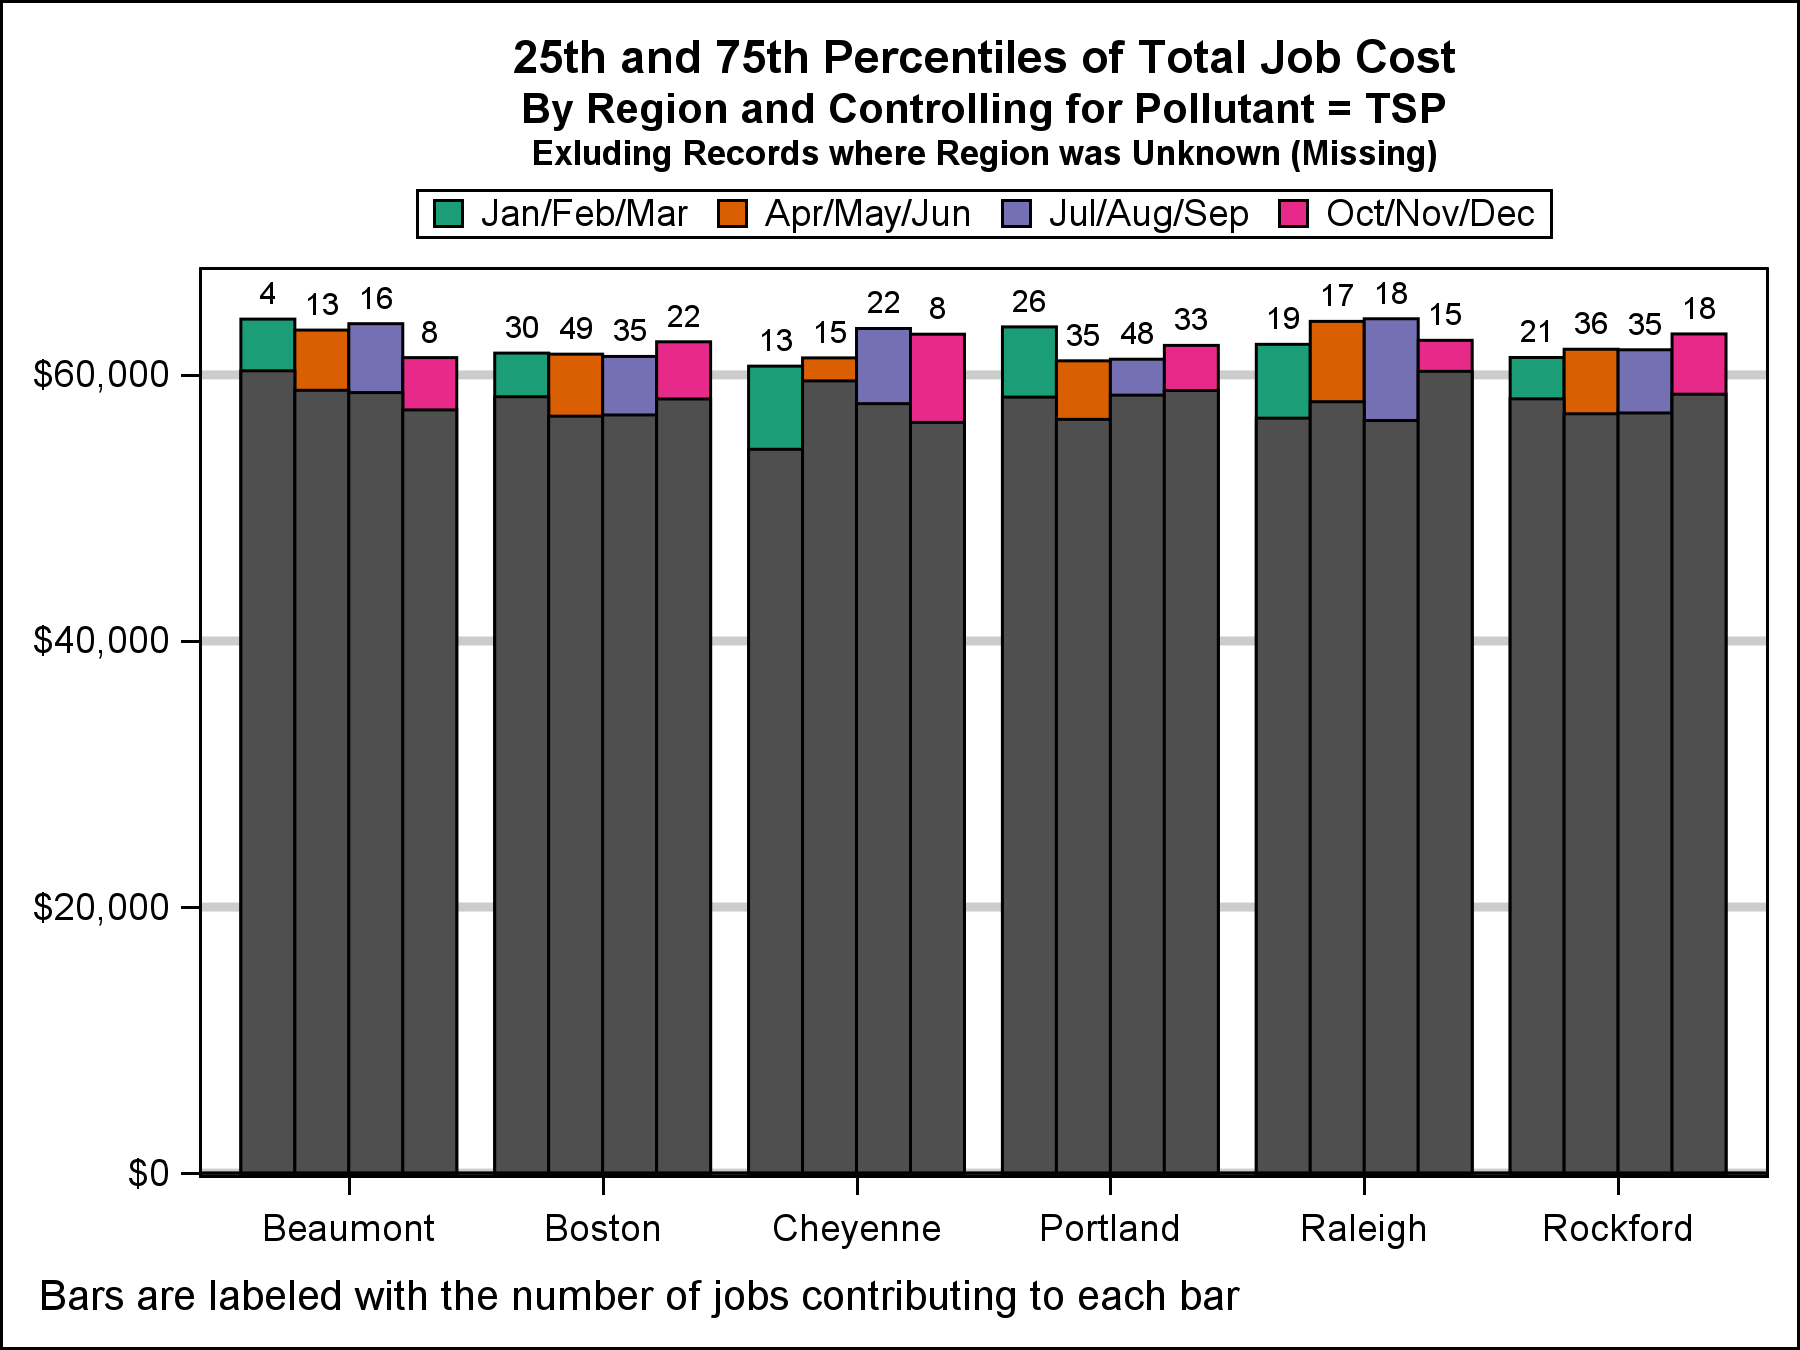 25th and 75th Percentiles of Total Job Cost
By Region and Controlling for Pollutant = TSP
Exluding Records where Region was Unknown (Missing)
Jan/Feb/Mar Apr/May/Jun Jul/Aug/Sep Oct/Nov/Dec
4 13 16 8 30 49 35 22 13 15 22 8 26 35 48 33 19 17 18 15 21 36 35 18
$60,000
$40,000
$20,000
$0
Beaumont Boston Cheyenne Portland Raleigh Rockford
Bars are labeled with the number of jobs contributing to each bar